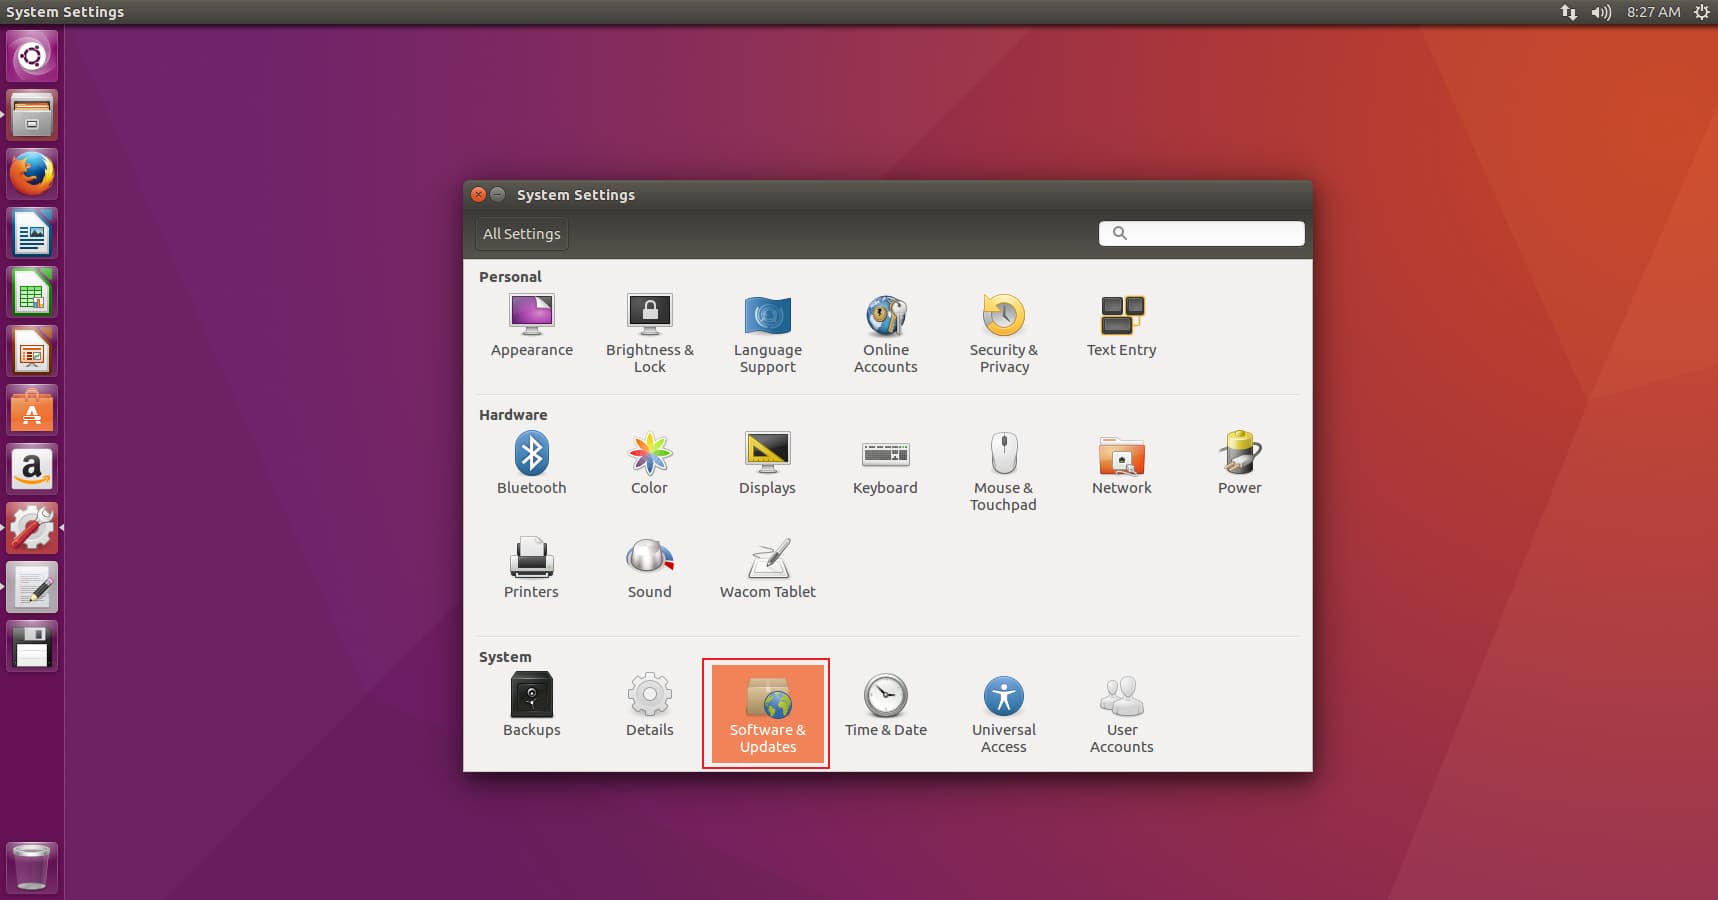 System Settings
8:27 AM
System Settings
All Settings
Personal
Appearance
Brightness &
Lock
Language
Support
Online
Accounts
Security &
Privacy
Text Entry
Hardware
Bluetooth
Color
Displays
Keyboard
Mouse &
Touchpad
Network
Power
Printers
Sound
Wacom Tablet
System
Backups
Details
Software &
Updates
Time & Date
Universal
Access
User
Accounts